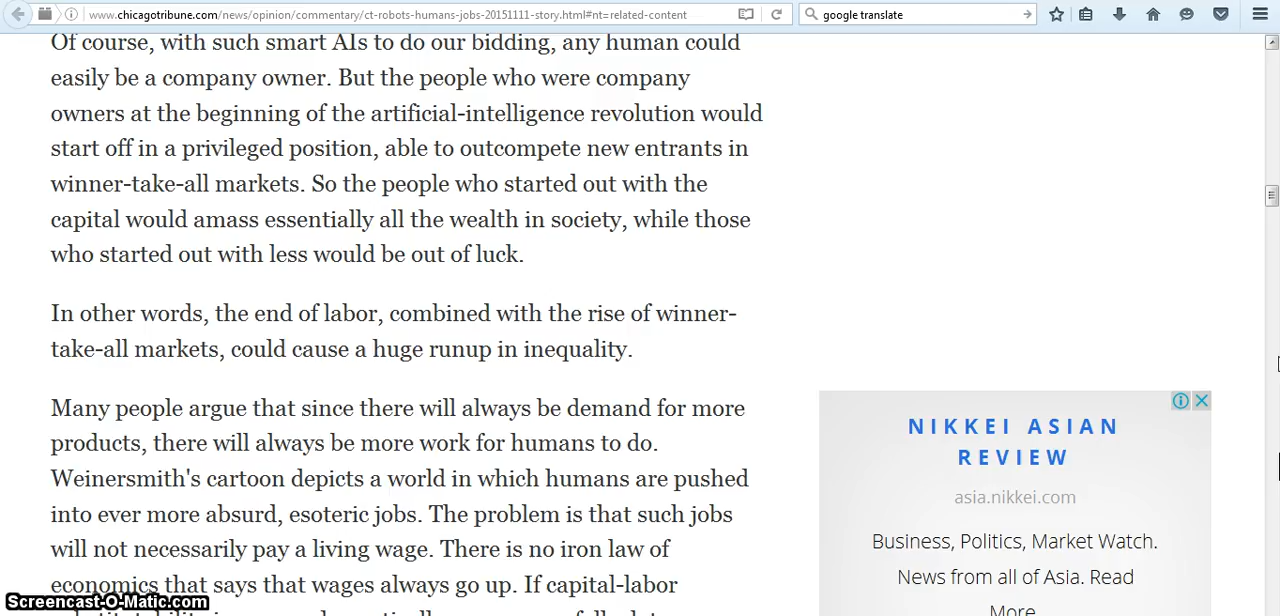 www.chicagotribune.com/news/opinion/commentary/ct-robots-humans-jobs-20151111-story.html#nt=related-content
google translate
Of course, with such smart AIs to do our bidding, any human could
easily be a company owner. But the people who were company
owners at the beginning of the artificial-intelligence revolution would
start off in a privileged position, able to outcompete new entrants in
winner-take-all markets. So the people who started out with the
capital would amass essentially all the wealth in society, while those
who started out with less would be out of luck.
In other words, the end of labor, combined with the rise of winner-
take-all markets, could cause a huge runup in inequality.
Many people argue that since there will always be demand for more
products, there will always be more work for humans to do.
Weinersmith's cartoon depicts a world in which humans are pushed
into ever more absurd, esoteric jobs. The problem is that such jobs
will not necessarily pay a living wage. There is no iron law of
economics that says that wages always go up. If capital-labor
NIKKEI ASIAN
REVIEW
asia.nikkei.com
Business, Politics, Market Watch.
News from all of Asia. Read
More
Screencast-O-Matic.com